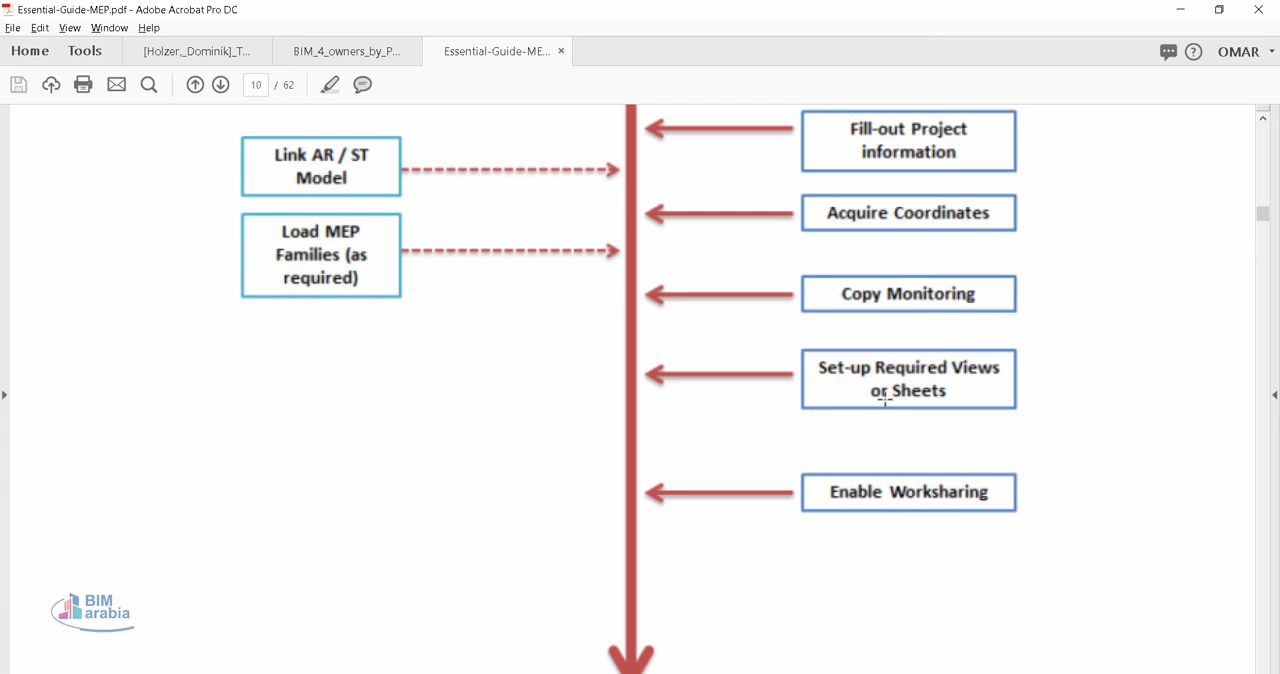 Essential-Guide-MEP.pdf - Adobe Acrobat Pro DC
File Edit View Window Help
Home Tools [Holzer,_Dominik]_T... BIM_4_owners_by_P... Essential-Guide-ME... × OMAR
10 / 62
Fill-out Project
information
Link AR / ST
Model
Acquire Coordinates
Load MEP
Families (as
required)
Copy Monitoring
Set-up Required Views
or Sheets
Enable Worksharing
BIM
arabia